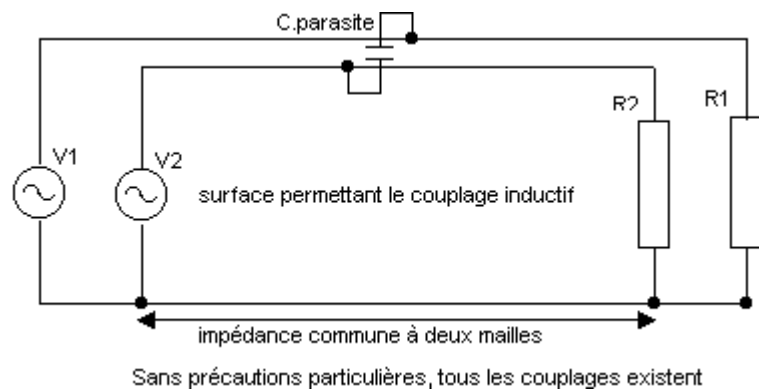 C.parasite
R2
R1
V1
V2
surface permettant le couplage inductif
impédance commune à deux mailles
Sans précautions particulières, tous les couplages existent